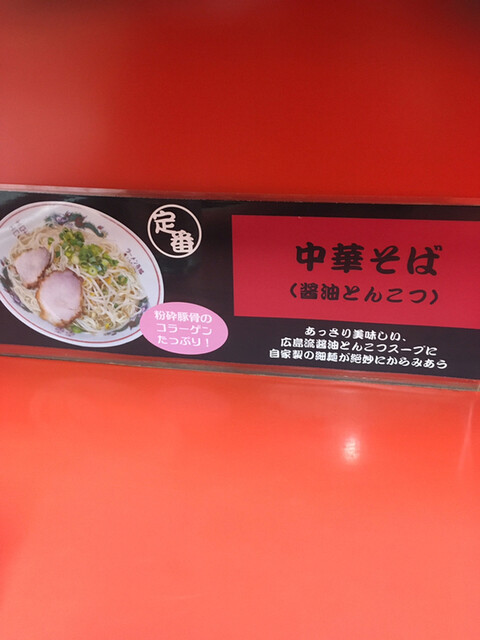 定番
中華そば
（醤油とんこつ）
粉砕豚骨の
コラーゲン
たっぷり！
あっさり美味しい、
広島流醤油とんこつスープに
自家製の細麺が絶妙にからみあう